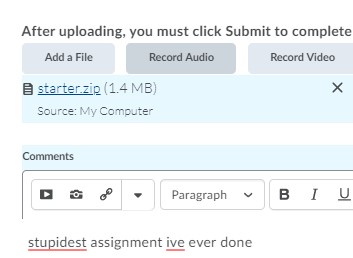 After uploading, you must click Submit to complete
Add a File
Record Audio
Record Video
starter.zip (1.4 MB)
Source: My Computer
Comments
Paragraph
B I U
stupidest assignment ive ever done